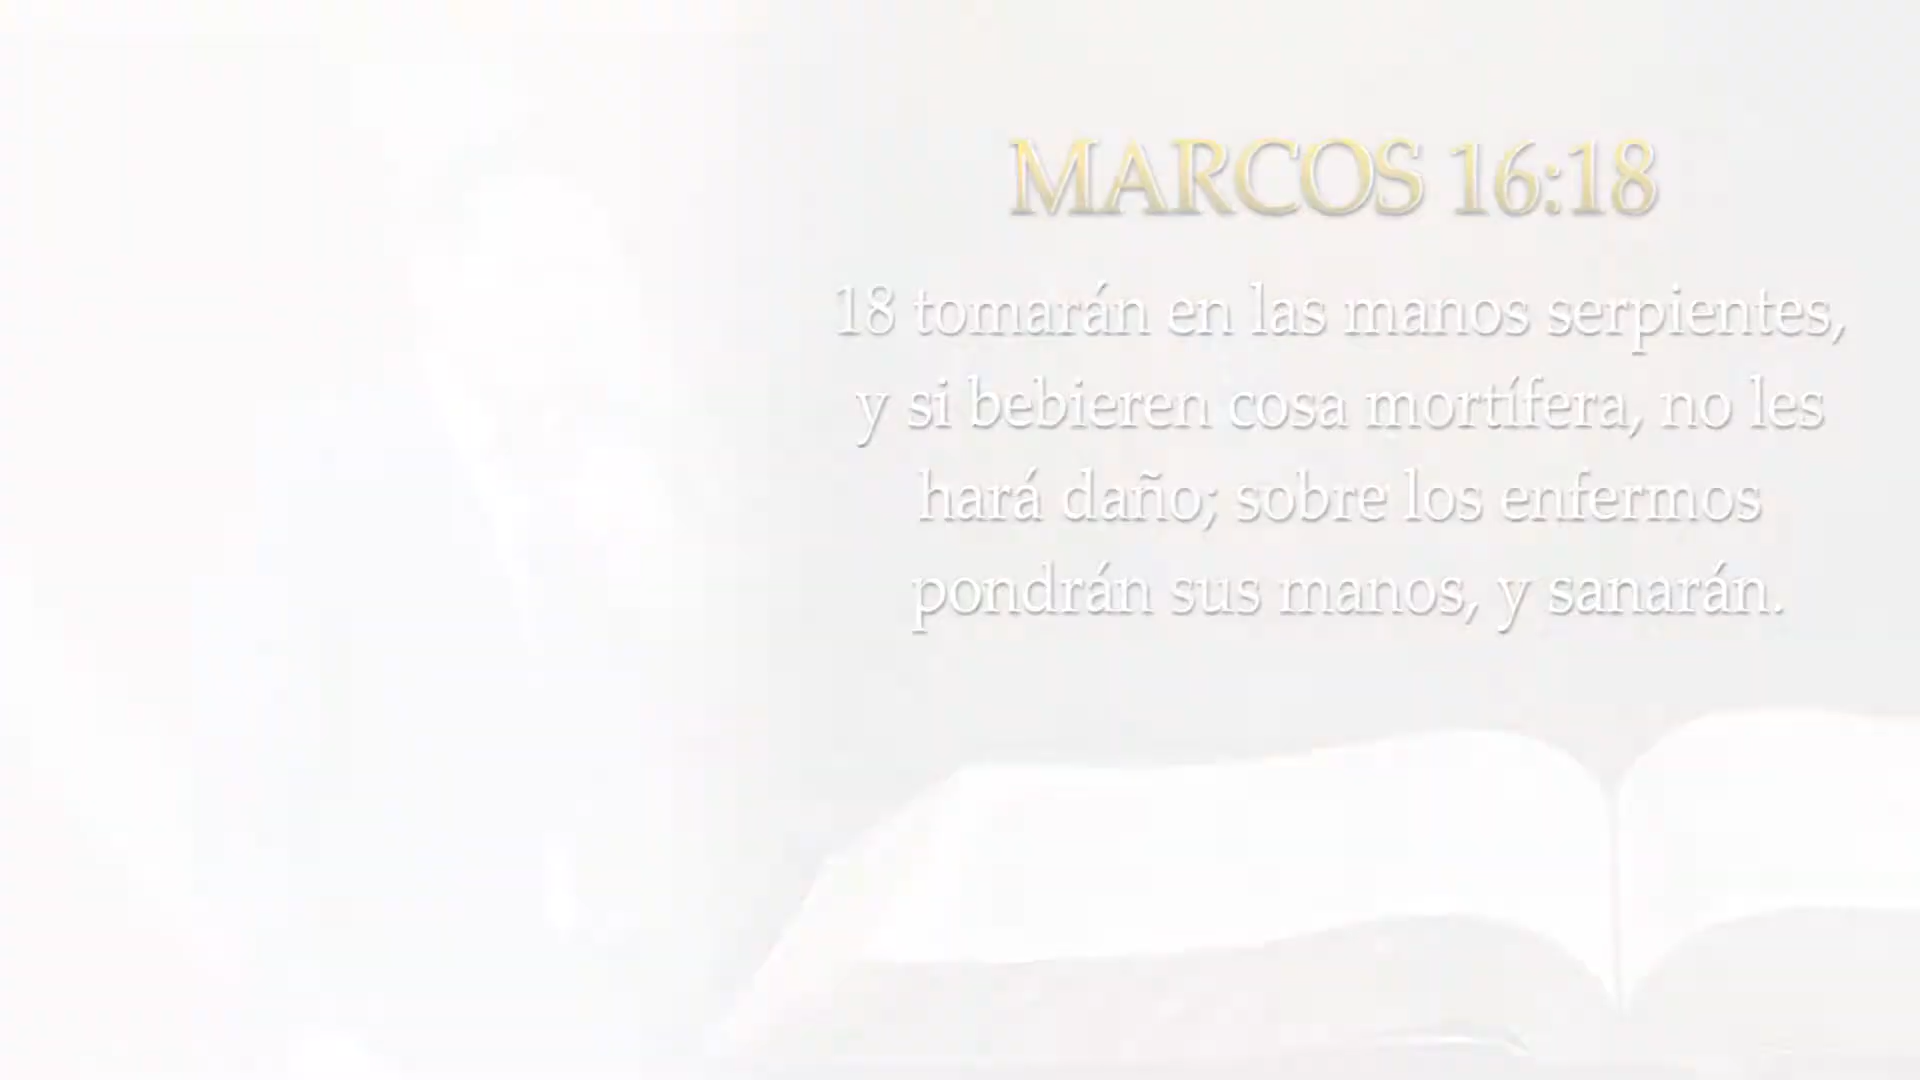 MARCOS 16:18
18 tomarán en las manos serpientes,
y si bebieren cosa mortífera, no les
hará daño; sobre los enfermos
pondrán sus manos, y sanarán.